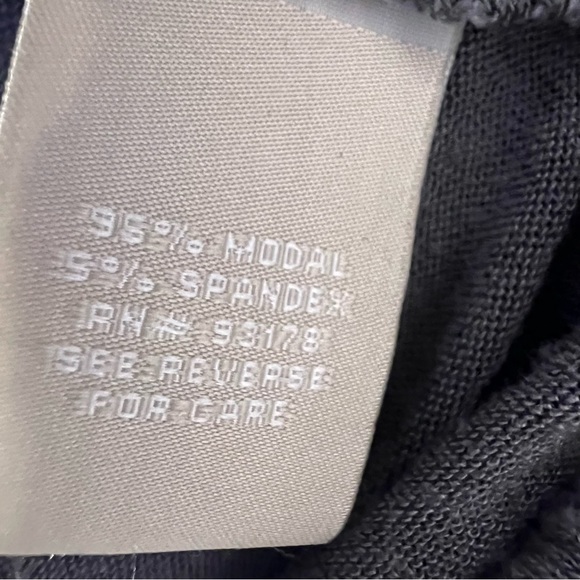 95% MODAL
5% SPANDEX
RN# 93178
SEE REVERSE
FOR CARE